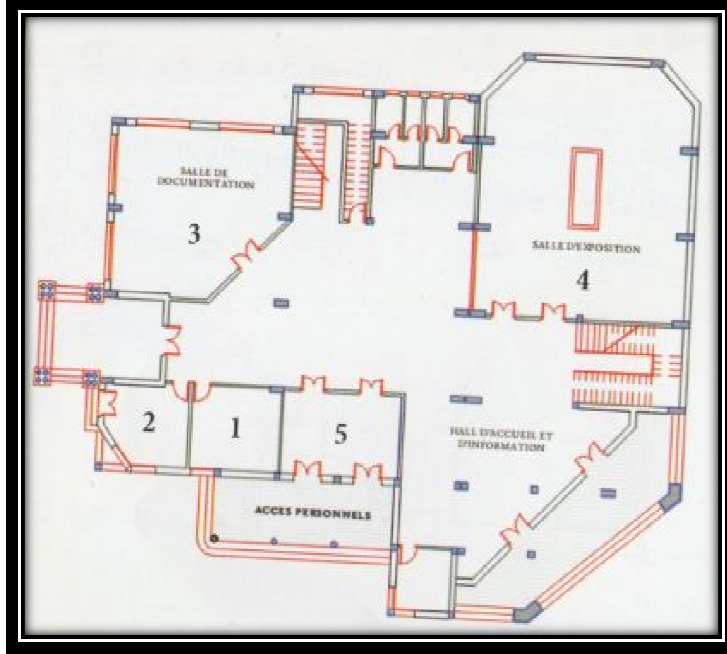 SALLE DE
DOCUMENTATION
3
SALLE D'EXPOSITION
4
2
1
5
HALL D'ACCUEIL ET
D'INFORMATION
ACCES PERSONNELS